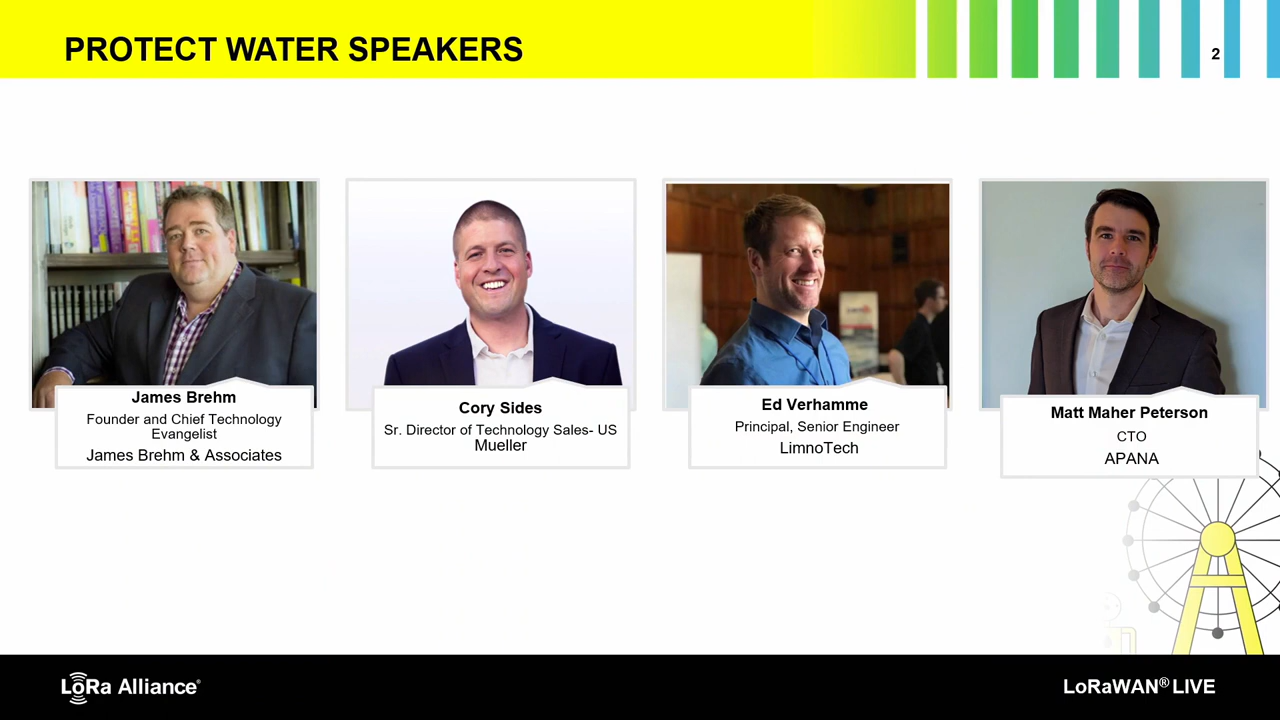 PROTECT WATER SPEAKERS
2
James Brehm
Founder and Chief Technology
Evangelist
James Brehm & Associates
Cory Sides
Sr. Director of Technology Sales- US
Mueller
Ed Verhamme
Principal, Senior Engineer
LimnoTech
Matt Maher Peterson
CTO
APANA
LoRa Alliance®
LoRaWAN® LIVE